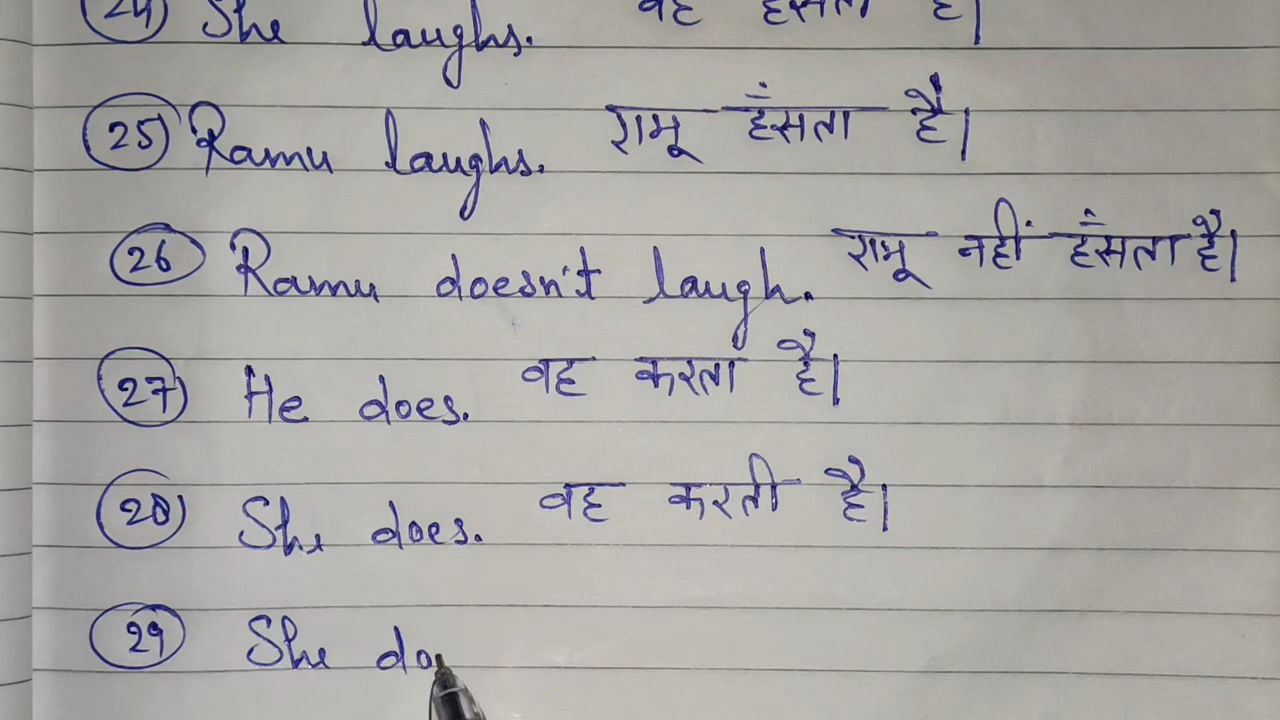 24) She laughs. वह हंसता है।
25) Ramu laughs. रामू हँसता है।
26 Ramu doesn't laugh. रामू नहीं हँसता है।
27) He does. वह करता है।
28) She does. वह करती है।
29 She do